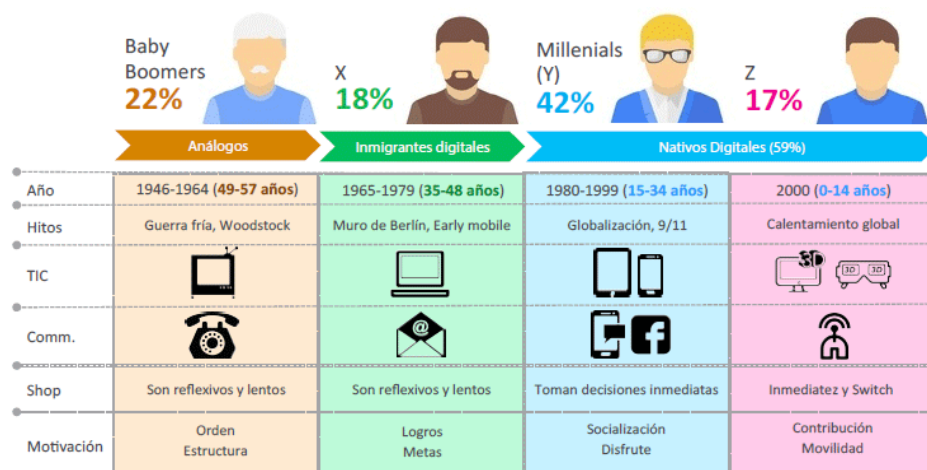 Baby
Boomers
22%
X
18%
Millenials
(Y)
42%
Z
17%
Análogos
Inmigrantes digitales
Nativos Digitales (59%)
Año
1946-1964 (49-57 años)
1965-1979 (35-48 años)
1980-1999 (15-34 años)
2000 (0-14 años)
Hitos
Guerra fría, Woodstock
Muro de Berlín, Early mobile
Globalización, 9/11
Calentamiento global
TIC
3D
3D
3D
Comm.
@
f
Shop
Son reflexivos y lentos
Son reflexivos y lentos
Toman decisiones inmediatas
Inmediatez y Switch
Motivación
Orden
Estructura
Logros
Metas
Socialización
Disfrute
Contribución
Movilidad